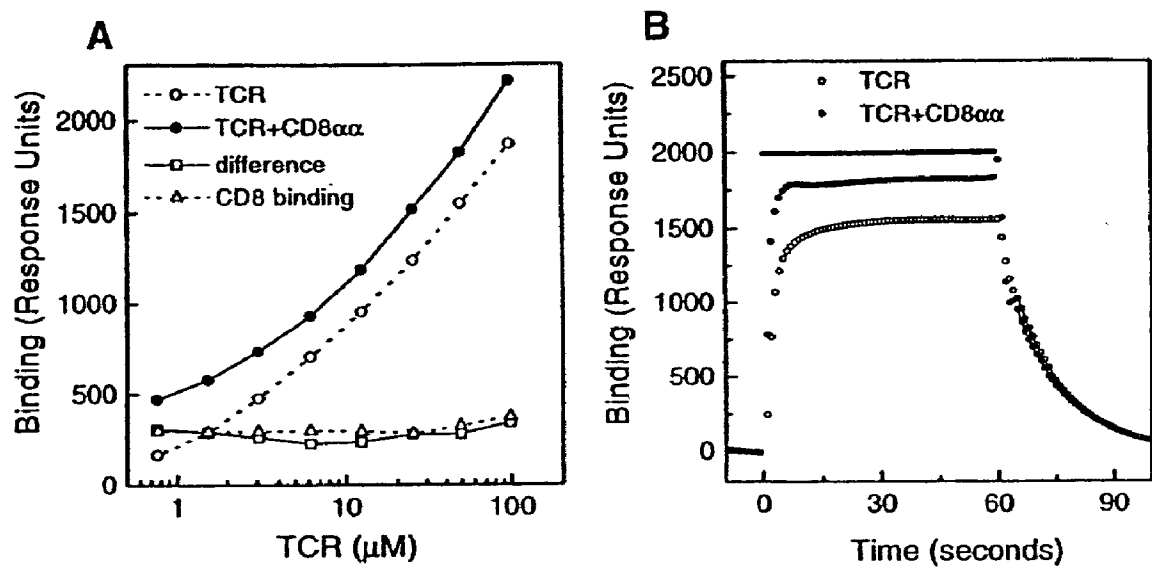 A
Binding (Response Units)
2000
1500
1000
500
0
TCR
TCR+CD8αα
difference
CD8 binding
1
10
100
TCR (μM)
B
Binding (Response Units)
2500
2000
1500
1000
500
0
TCR
TCR+CD8αα
0
30
60
90
Time (seconds)